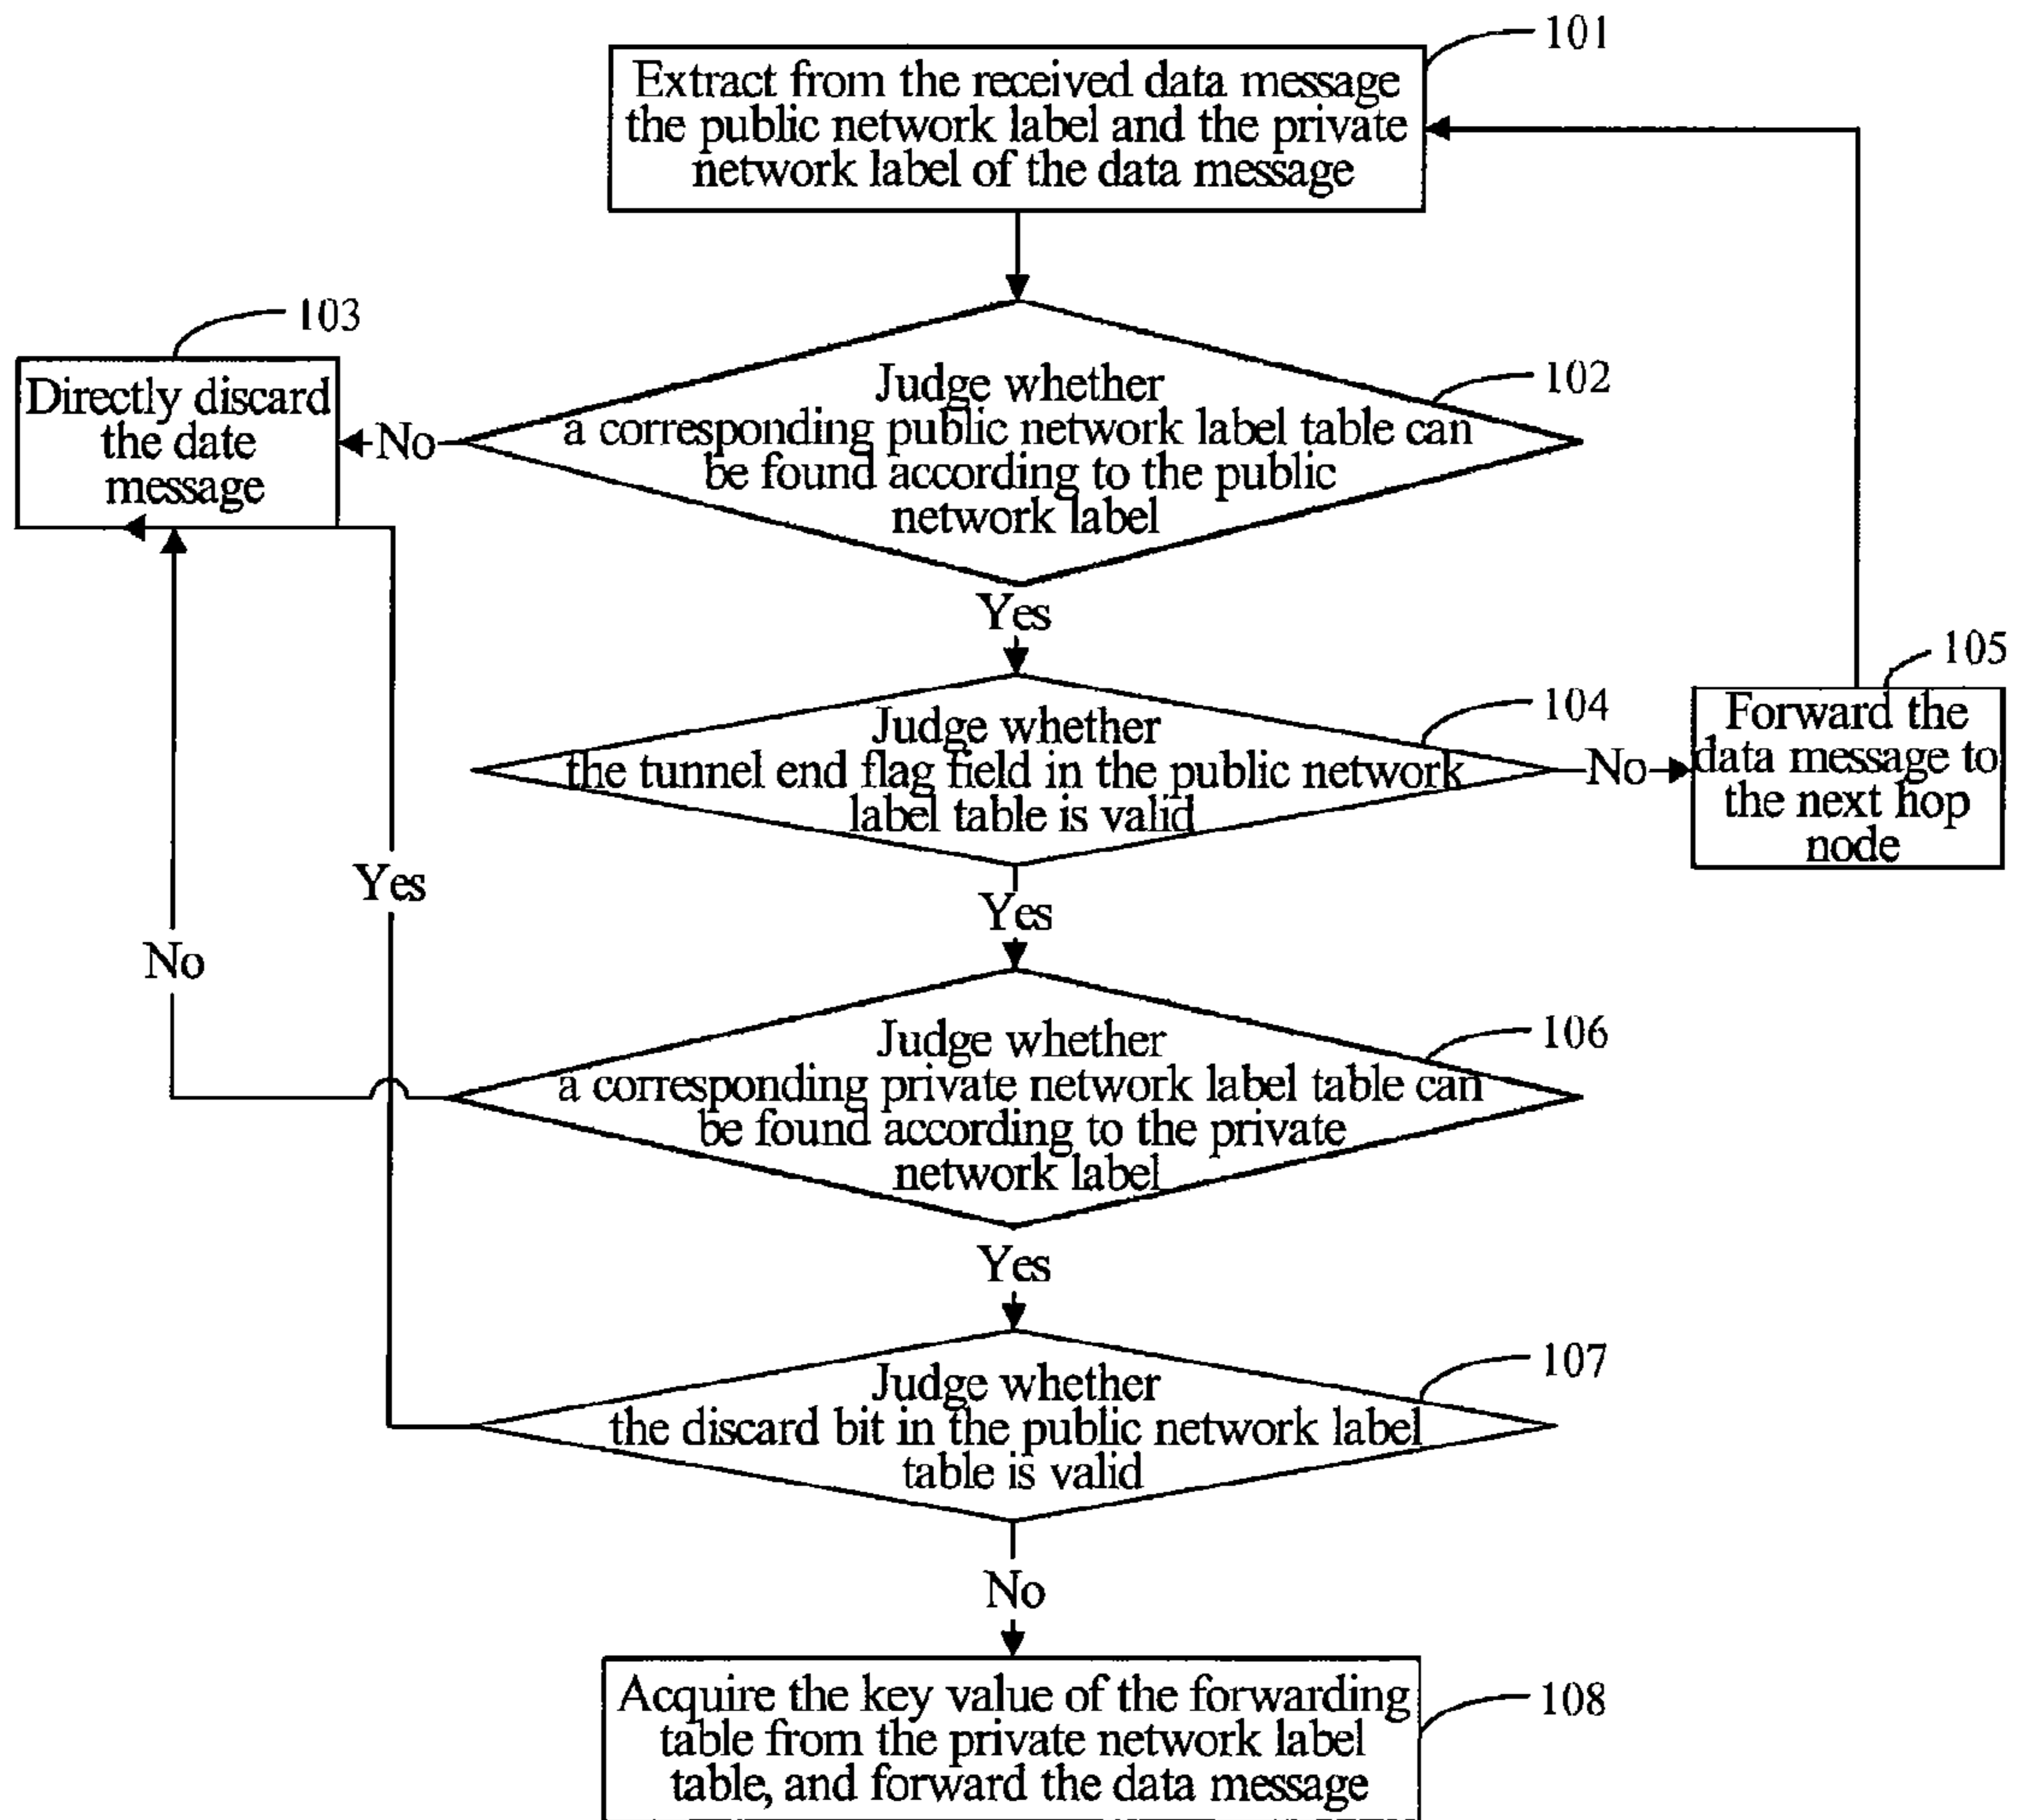 101
Extract from the received data message
the public network label and the private
network label of the data message
103
Directly discard
the date
message
102
Judge whether
a corresponding public network label table can
be found according to the public
network label
No
Yes
104
Judge whether
the tunnel end flag field in the public network
label table is valid
No
105
Forward the
data message to
the next hop
node
Yes
Yes
No
106
Judge whether
a corresponding private network label table can
be found according to the private
network label
Yes
107
Judge whether
the discard bit in the public network label
table is valid
No
108
Acquire the key value of the forwarding
table from the private network label
table, and forward the data message